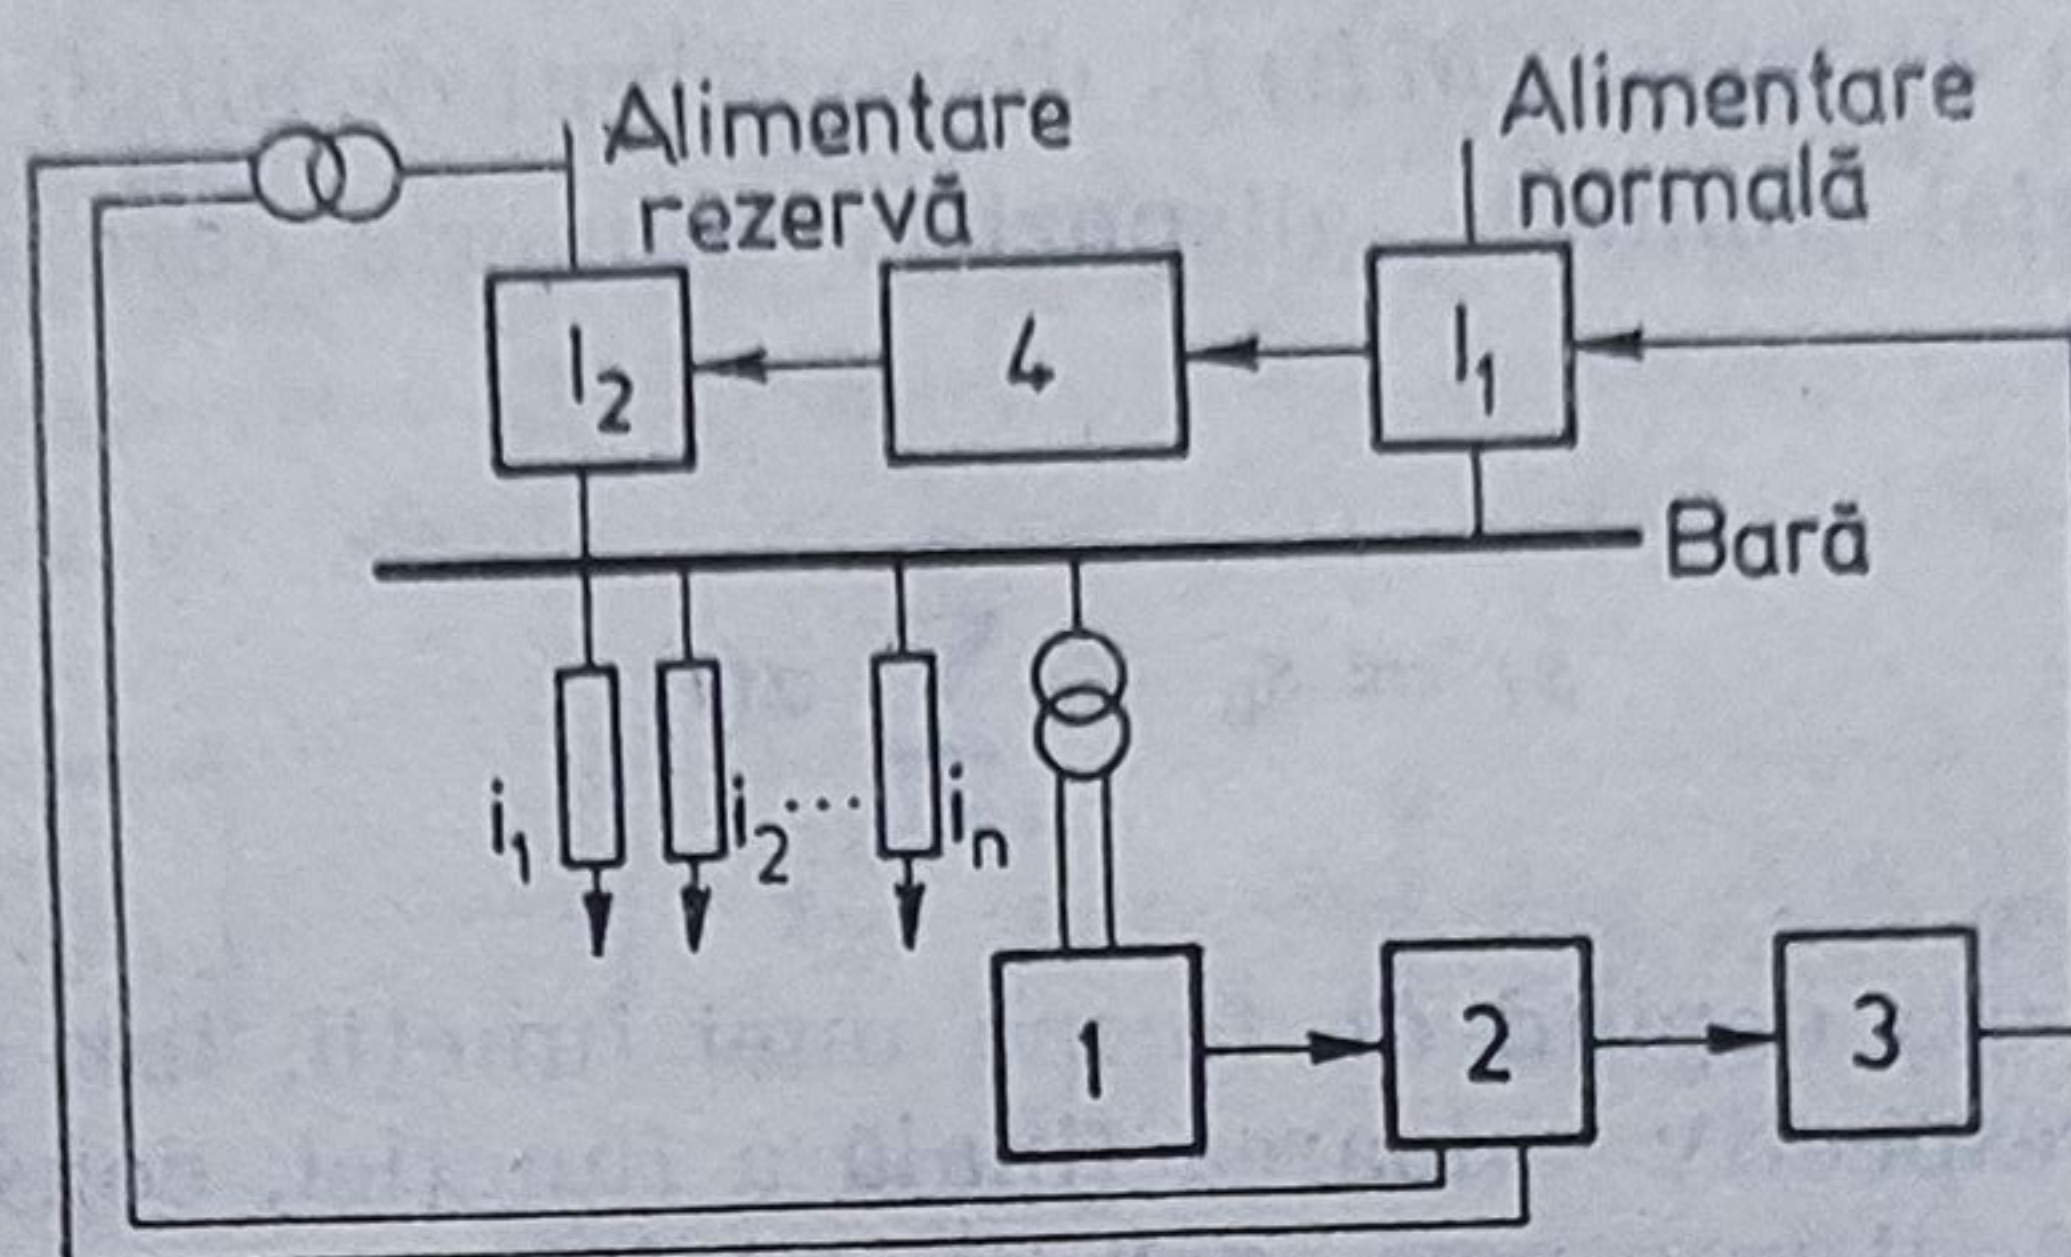 Alimentare
rezervă
Alimentare
normală
I2
4
I1
Bară
i1
i2...
in
1
2
3